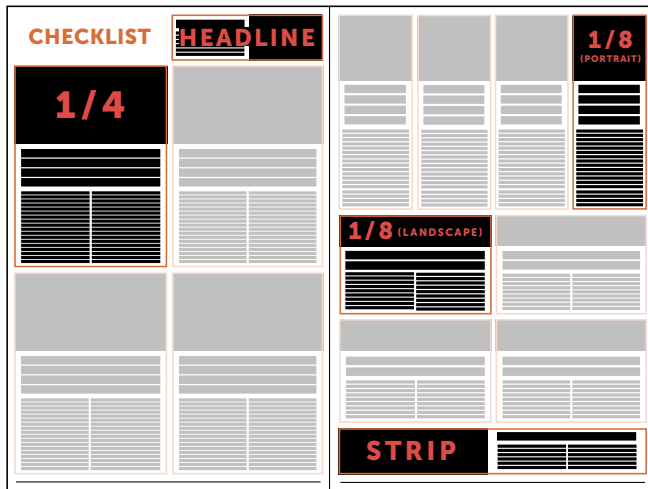 CHECKLIST
HEADLINE
1/4
1/8
(PORTRAIT)
1/8 (LANDSCAPE)
STRIP